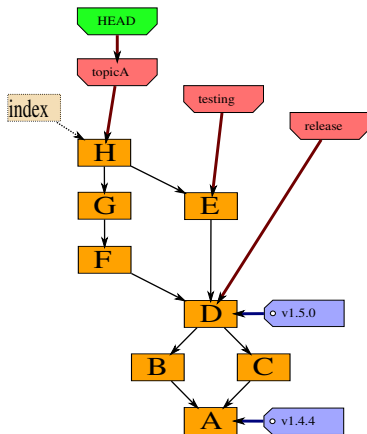 HEAD
topicA
testing
index
release
H
G
E
F
D
v1.5.0
B
C
A
v1.4.4